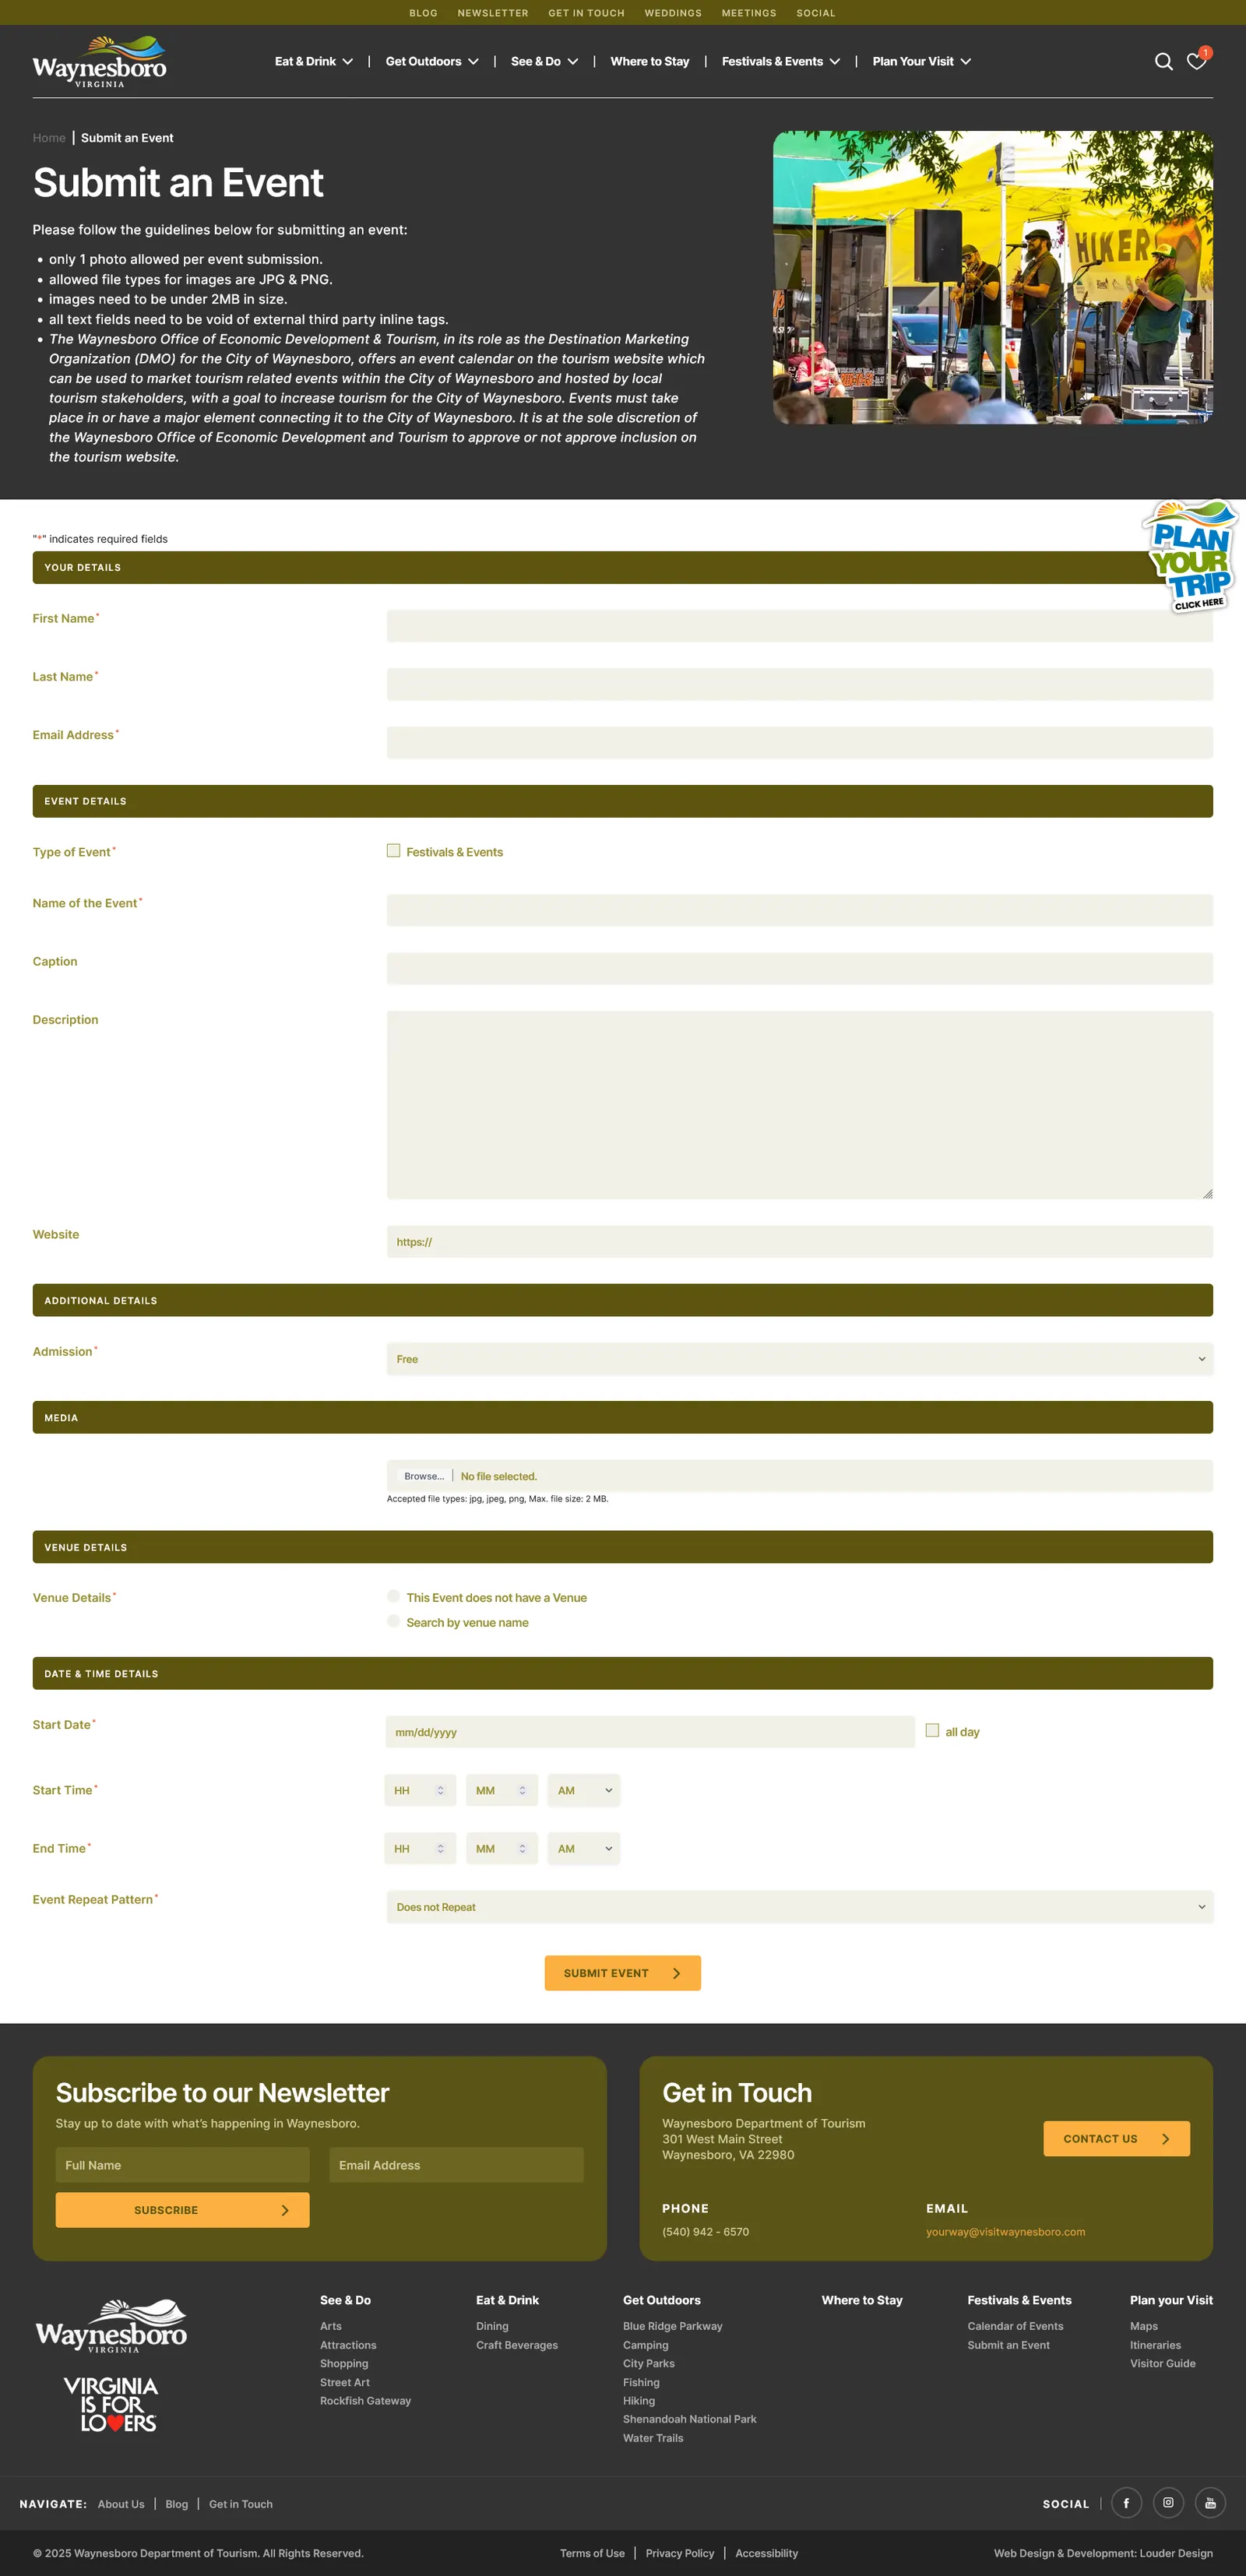 BLOG NEWSLETTER GET IN TOUCH WEDDINGS MEETINGS SOCIAL
Waynesboro
VIRGINIA
Eat & Drink | Get Outdoors | See & Do | Where to Stay | Festivals & Events | Plan Your Visit
1
Home | Submit an Event
Submit an Event
Please follow the guidelines below for submitting an event:
• only 1 photo allowed per event submission.
• allowed file types for images are JPG & PNG.
• images need to be under 2MB in size.
• all text fields need to be void of external third party inline tags.
• The Waynesboro Office of Economic Development & Tourism, in its role as the Destination Marketing
Organization (DMO) for the City of Waynesboro, offers an event calendar on the tourism website which
can be used to market tourism related events within the City of Waynesboro and hosted by local
tourism stakeholders, with a goal to increase tourism for the City of Waynesboro. Events must take
place in or have a major element connecting it to the City of Waynesboro. It is at the sole discretion of
the Waynesboro Office of Economic Development and Tourism to approve or not approve inclusion on
the tourism website.
HIKER
PLAN
YOUR
TRIP
CLICK HERE
"*" indicates required fields
YOUR DETAILS
First Name*
Last Name*
Email Address*
EVENT DETAILS
Type of Event* Festivals & Events
Name of the Event*
Caption
Description
Website https://
ADDITIONAL DETAILS
Admission* Free
MEDIA
Browse... No file selected.
Accepted file types: jpg, jpeg, png, Max. file size: 2 MB.
VENUE DETAILS
Venue Details* This Event does not have a Venue
Search by venue name
DATE & TIME DETAILS
Start Date* mm/dd/yyyy all day
Start Time* HH MM AM
End Time* HH MM AM
Event Repeat Pattern* Does not Repeat
SUBMIT EVENT
Subscribe to our Newsletter
Stay up to date with what's happening in Waynesboro.
Full Name Email Address
SUBSCRIBE
Get in Touch
Waynesboro Department of Tourism
301 West Main Street
Waynesboro, VA 22980
CONTACT US
PHONE
(540) 942 - 6570
EMAIL
yourway@visitwaynesboro.com
Waynesboro
VIRGINIA
VIRGINIA
IS FOR
LOVERS
See & Do
Arts
Attractions
Shopping
Street Art
Rockfish Gateway
Eat & Drink
Dining
Craft Beverages
Get Outdoors
Blue Ridge Parkway
Camping
City Parks
Fishing
Hiking
Shenandoah National Park
Water Trails
Where to Stay
Festivals & Events
Calendar of Events
Submit an Event
Plan your Visit
Maps
Itineraries
Visitor Guide
NAVIGATE: About Us | Blog | Get in Touch
SOCIAL |
You
Tube
© 2025 Waynesboro Department of Tourism. All Rights Reserved.
Terms of Use | Privacy Policy | Accessibility
Web Design & Development: Louder Design